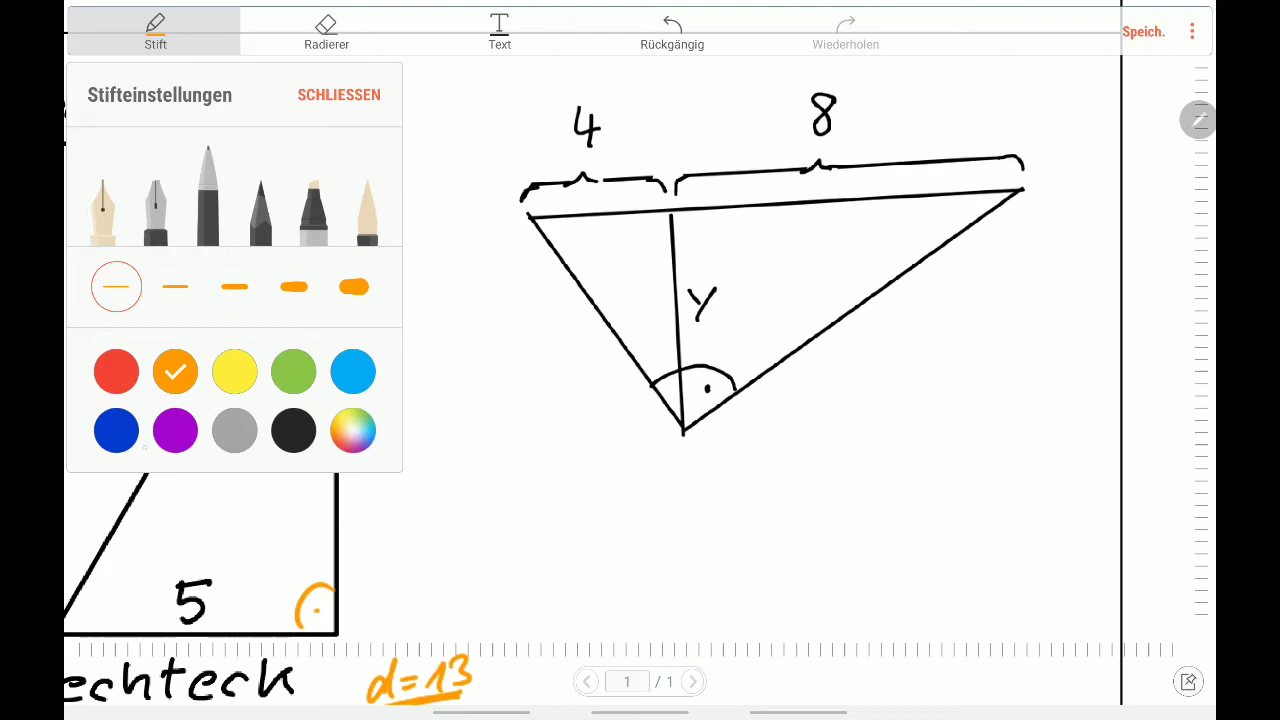 Stift Radierer Text Rückgängig Wiederholen Speich.
Stifteinstellungen SCHLIESSEN
4 8
y
5
echteck d=13
1 / 1